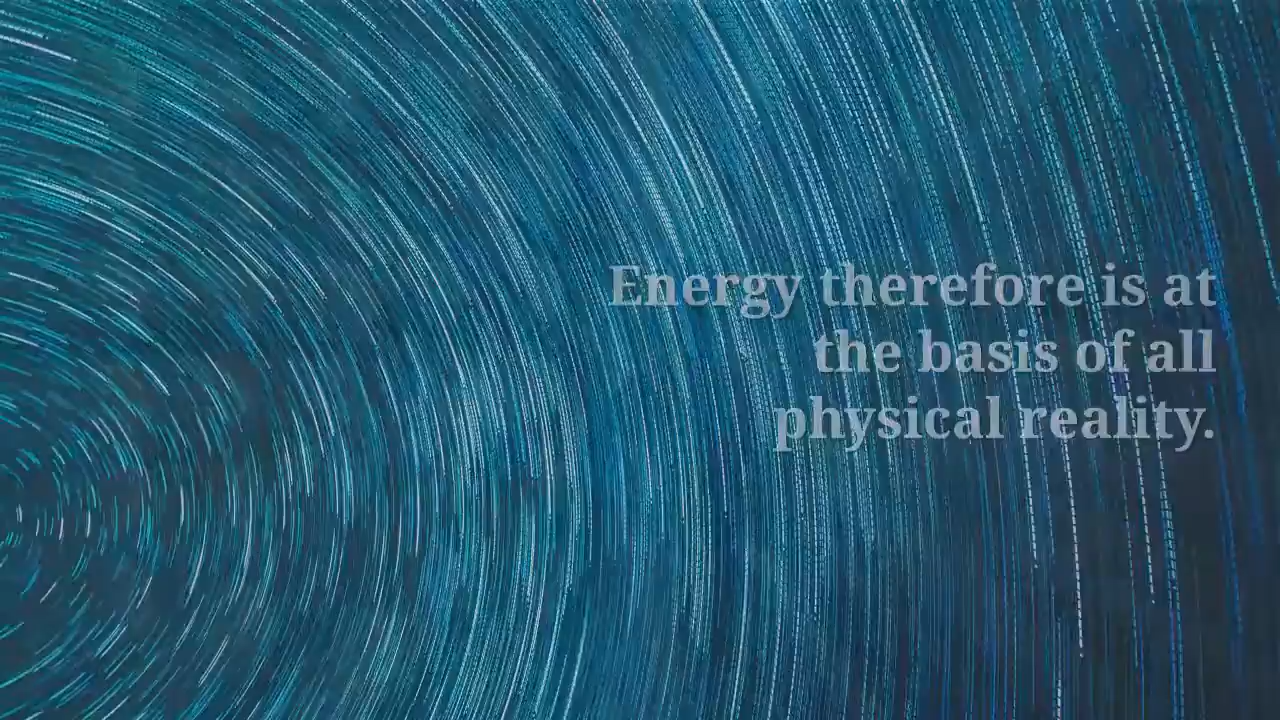 Energy therefore is at
the basis of all
physical reality.